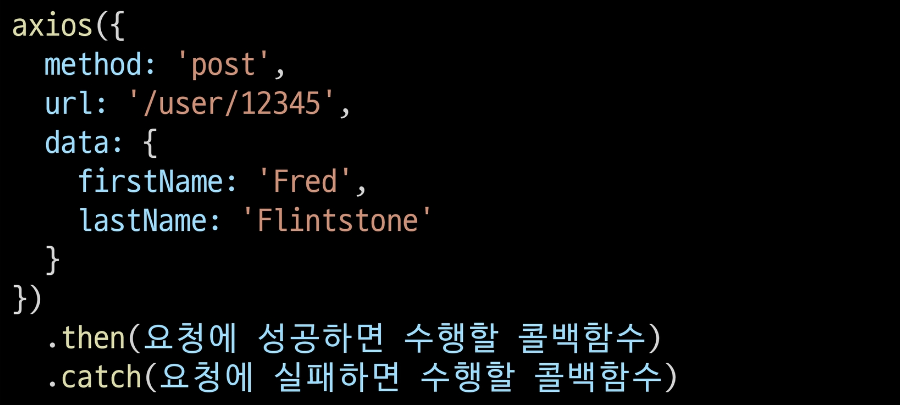 axios({
  method: 'post',
  url: '/user/12345',
  data: {
    firstName: 'Fred',
    lastName: 'Flintstone'
  }
})
  .then(요청에 성공하면 수행할 콜백함수)
  .catch(요청에 실패하면 수행할 콜백함수)